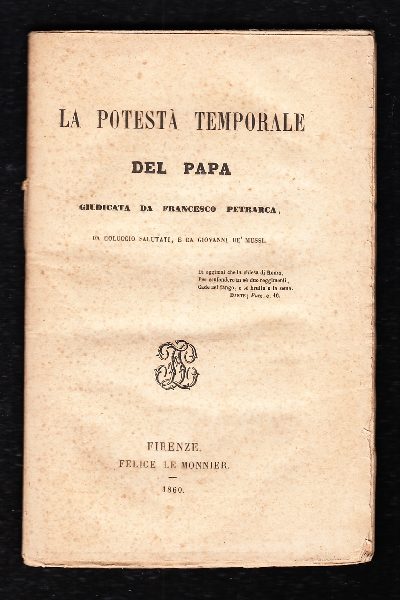 LA POTESTÀ TEMPORALE
DEL PAPA
GIUDICATA DA FRANCESCO PETRARCA,
DA COLUCCIO SALUTATI, E DA GIOVANNI DE' MUSSI.
Di oggimai che la chiesa di Roma,
Per confondere in sè duo reggimenti,
Cade nel fango, e sè brutta e la soma.
DANTE; Purg. c. 16.
FIRENZE.
FELICE LE MONNIER.
—
1860.